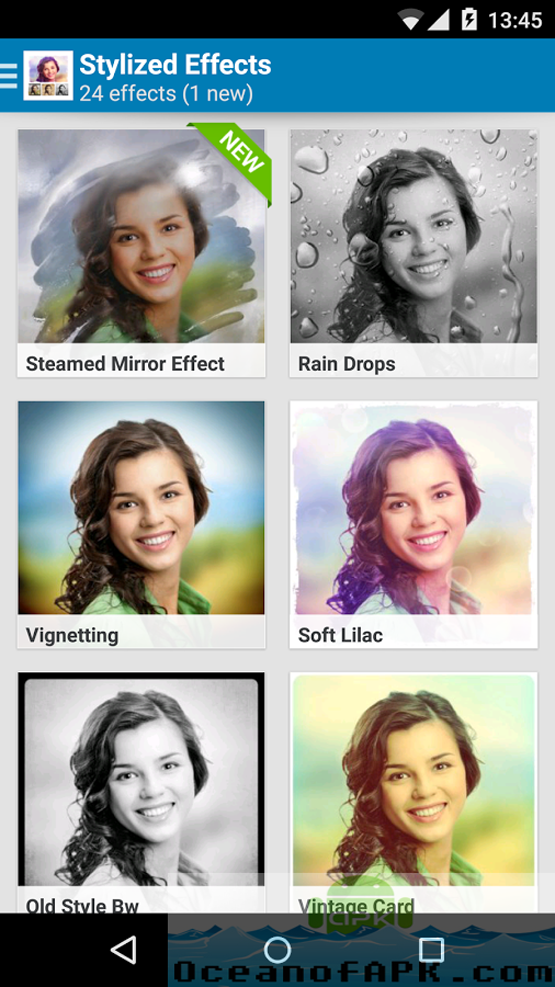 13:45
Stylized Effects
24 effects (1 new)
NEW
Steamed Mirror Effect
Rain Drops
Vignetting
Soft Lilac
Old Style Bw
Vintage Card
apk
OceanofAPK.com